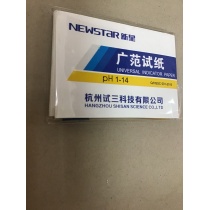 NEWSTAR 新星
广范试纸
UNIVERSAL INDICATOR PAPER
pH 1-14
杭州试三科技有限公司
HANGZHOU SHISAN SCIENCE CO.,LTD